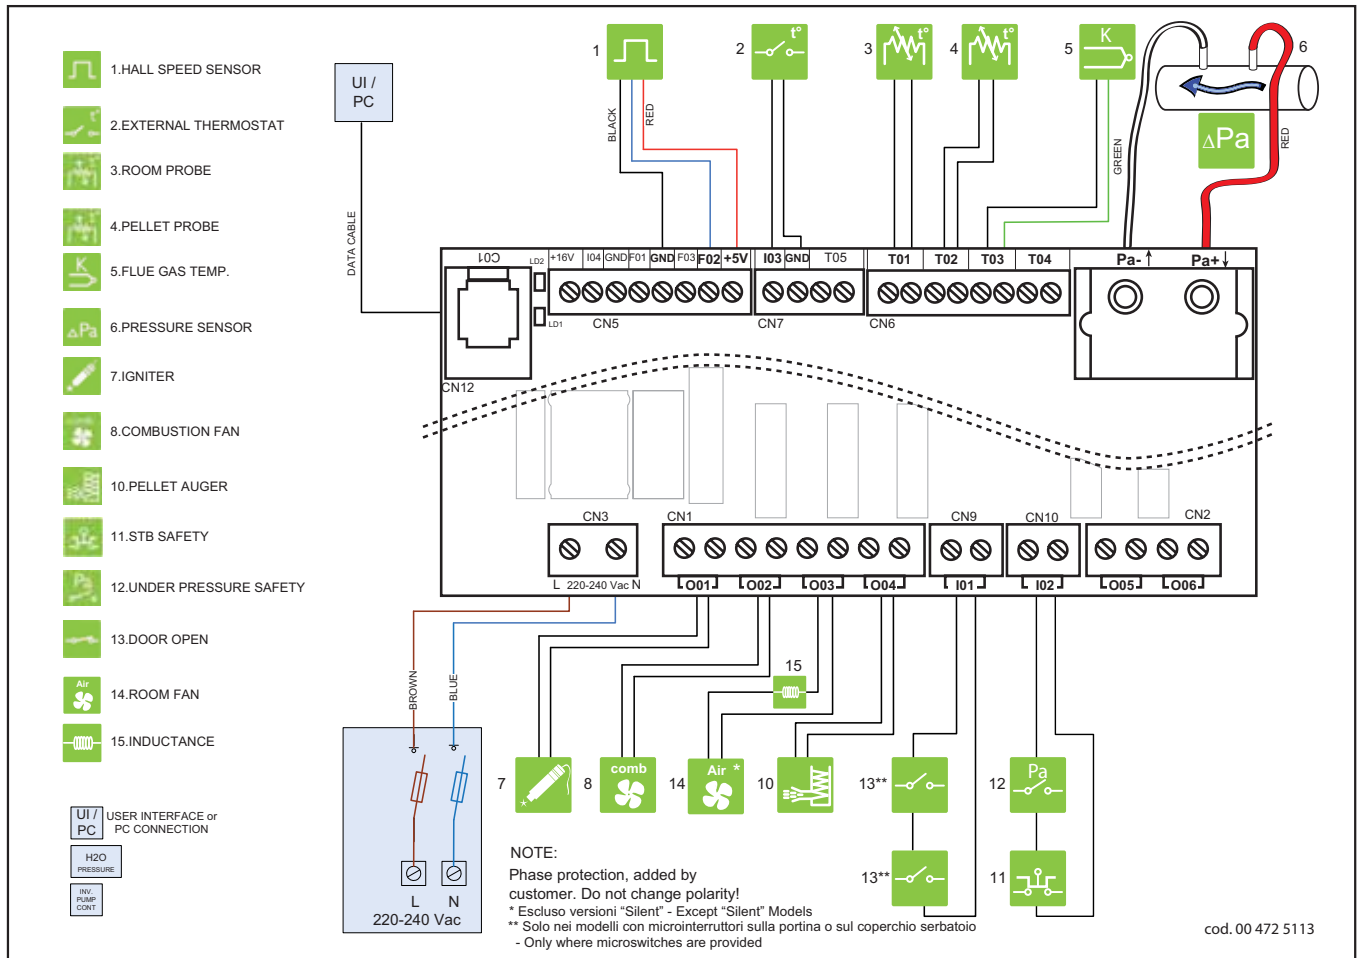 1.HALL SPEED SENSOR
2.EXTERNAL THERMOSTAT
3.ROOM PROBE
4.PELLET PROBE
5.FLUE GAS TEMP.
6.PRESSURE SENSOR
7.IGNITER
8.COMBUSTION FAN
10.PELLET AUGER
11.STB SAFETY
12.UNDER PRESSURE SAFETY
13.DOOR OPEN
14.ROOM FAN
15.INDUCTANCE
t°
t°
t°
K
ΔPa
Air
UI / PC
USER INTERFACE or
PC CONNECTION
H2O
PRESSURE
INV.
PUMP
CONT
UI /
PC
DATA CABLE
1
BLACK
RED
2
t°
3
t°
4
t°
5
K
GREEN
6
ΔPa
RED
C01
LD2
LD1
CN12
+16V I04 GND F01 GND F03 F02 +5V
CN5
I03 GND T05
CN7
T01 T02 T03 T04
CN6
Pa- Pa+
CN3
L 220-240 Vac N
CN1
O01 O02 O03 O04
CN9
I01
CN10
I02
CN2
O05 O06
BROWN
BLUE
L N
220-240 Vac
15
7
8
comb
14
Air *
10
13**
12
Pa
13**
11
NOTE:
Phase protection, added by
customer. Do not change polarity!
* Escluso versioni “Silent” - Except “Silent” Models
** Solo nei modelli con microinterruttori sulla portina o sul coperchio serbatoio
- Only where microswitches are provided
cod. 00 472 5113